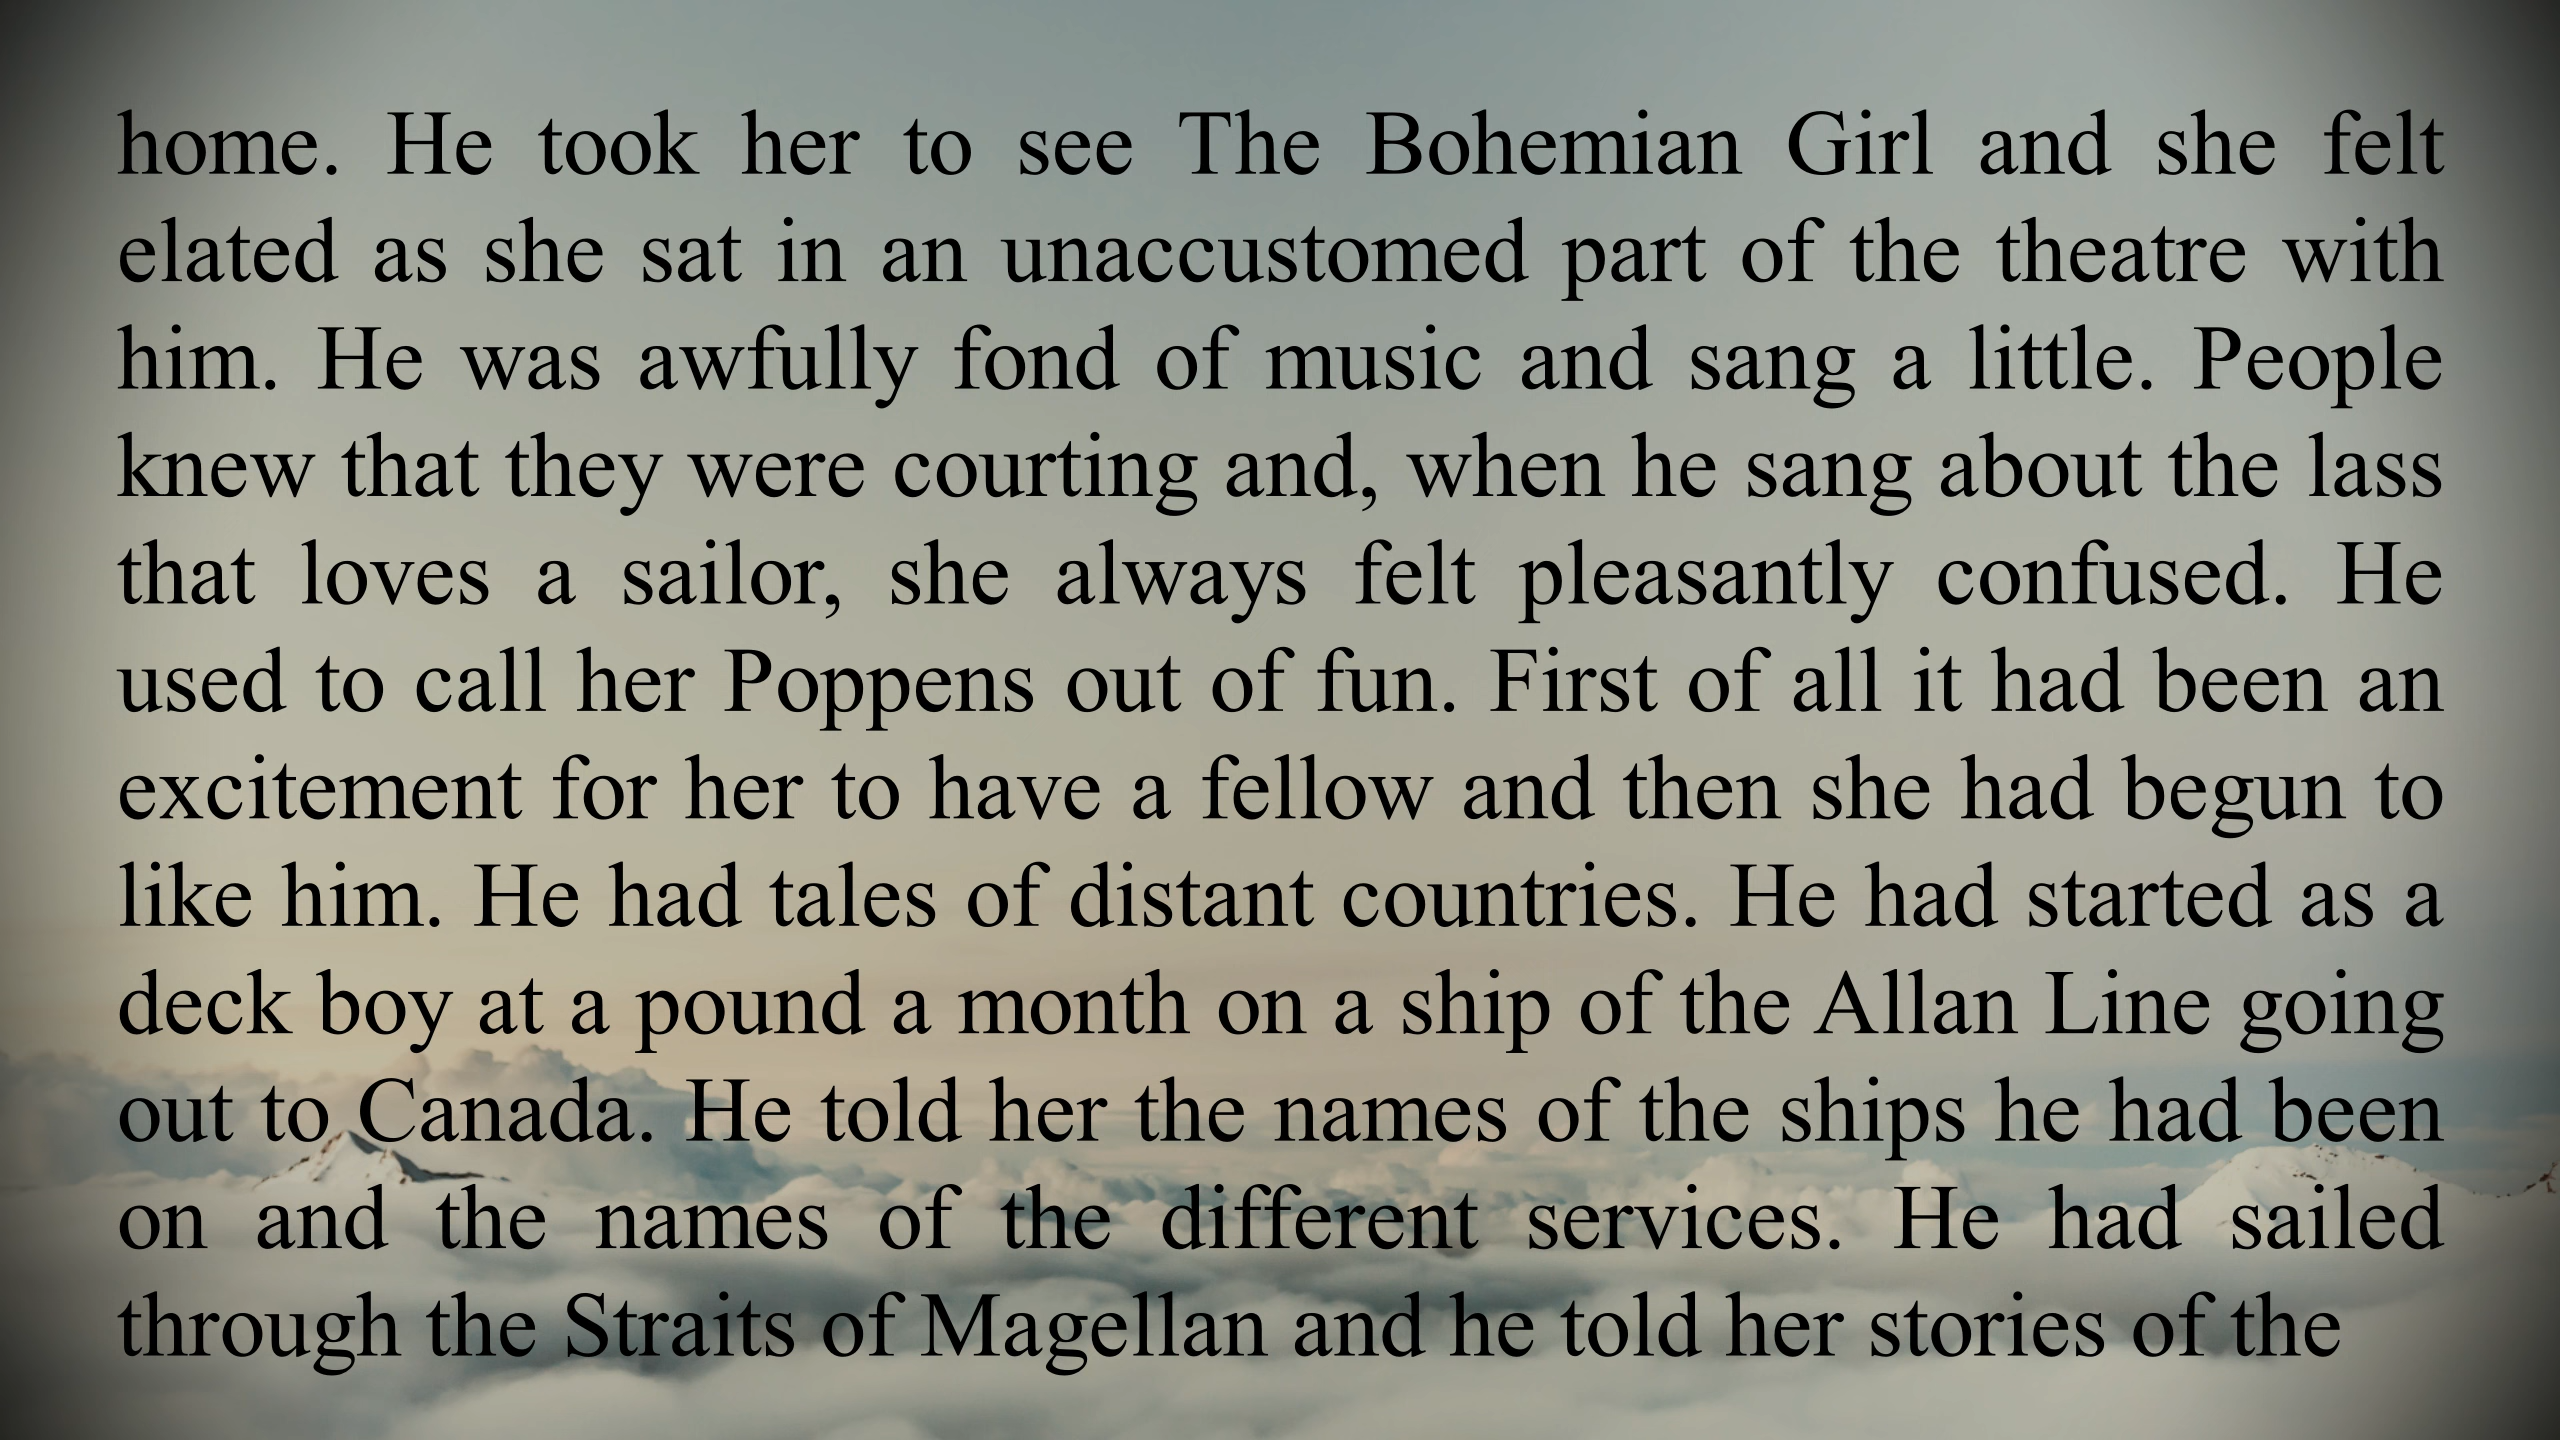 home. He took her to see The Bohemian Girl and she felt
elated as she sat in an unaccustomed part of the theatre with
him. He was awfully fond of music and sang a little. People
knew that they were courting and, when he sang about the lass
that loves a sailor, she always felt pleasantly confused. He
used to call her Poppens out of fun. First of all it had been an
excitement for her to have a fellow and then she had begun to
like him. He had tales of distant countries. He had started as a
deck boy at a pound a month on a ship of the Allan Line going
out to Canada. He told her the names of the ships he had been
on and the names of the different services. He had sailed
through the Straits of Magellan and he told her stories of the